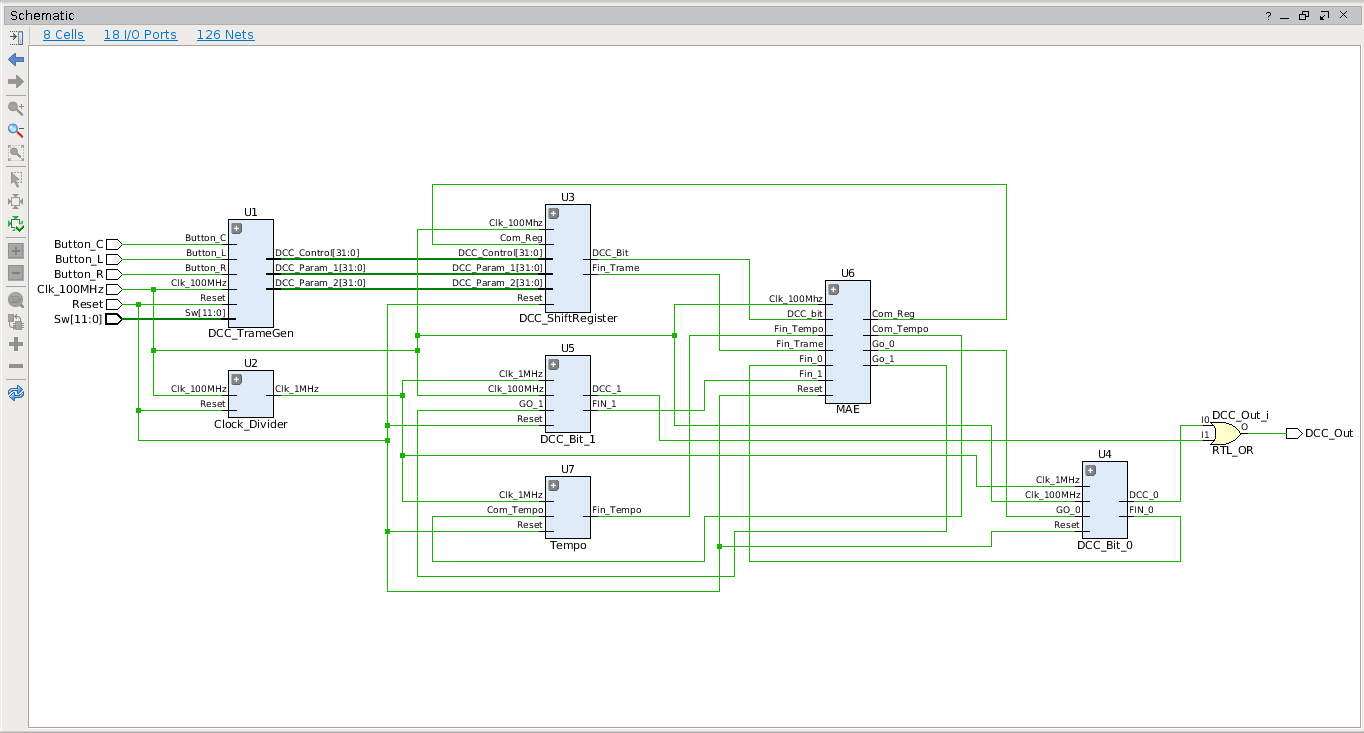 Schematic
8 Cells 18 I/O Ports 126 Nets
Button_C
Button_L
Button_R
Clk_100MHz
Reset
Sw[11:0]
U1
Button_C
Button_L
Button_R
Clk_100MHz
Reset
Sw[11:0]
DCC_Control[31:0]
DCC_Param_1[31:0]
DCC_Param_2[31:0]
DCC_TrameGen
U2
Clk_100MHz
Reset
Clk_1MHz
Clock_Divider
U3
Clk_100Mhz
Com_Reg
DCC_Control[31:0]
DCC_Param_1[31:0]
DCC_Param_2[31:0]
Reset
DCC_Bit
Fin_Trame
DCC_ShiftRegister
U5
Clk_1MHz
Clk_100MHz
GO_1
Reset
DCC_1
FIN_1
DCC_Bit_1
U7
Clk_1MHz
Com_Tempo
Reset
Fin_Tempo
Tempo
U6
Clk_100Mhz
DCC_bit
Fin_Tempo
Fin_Trame
Fin_0
Fin_1
Reset
Com_Reg
Com_Tempo
Go_0
Go_1
MAE
U4
Clk_1MHz
Clk_100MHz
GO_0
Reset
DCC_0
FIN_0
DCC_Bit_0
DCC_Out_i
I0
I1
O
RTL_OR
DCC_Out